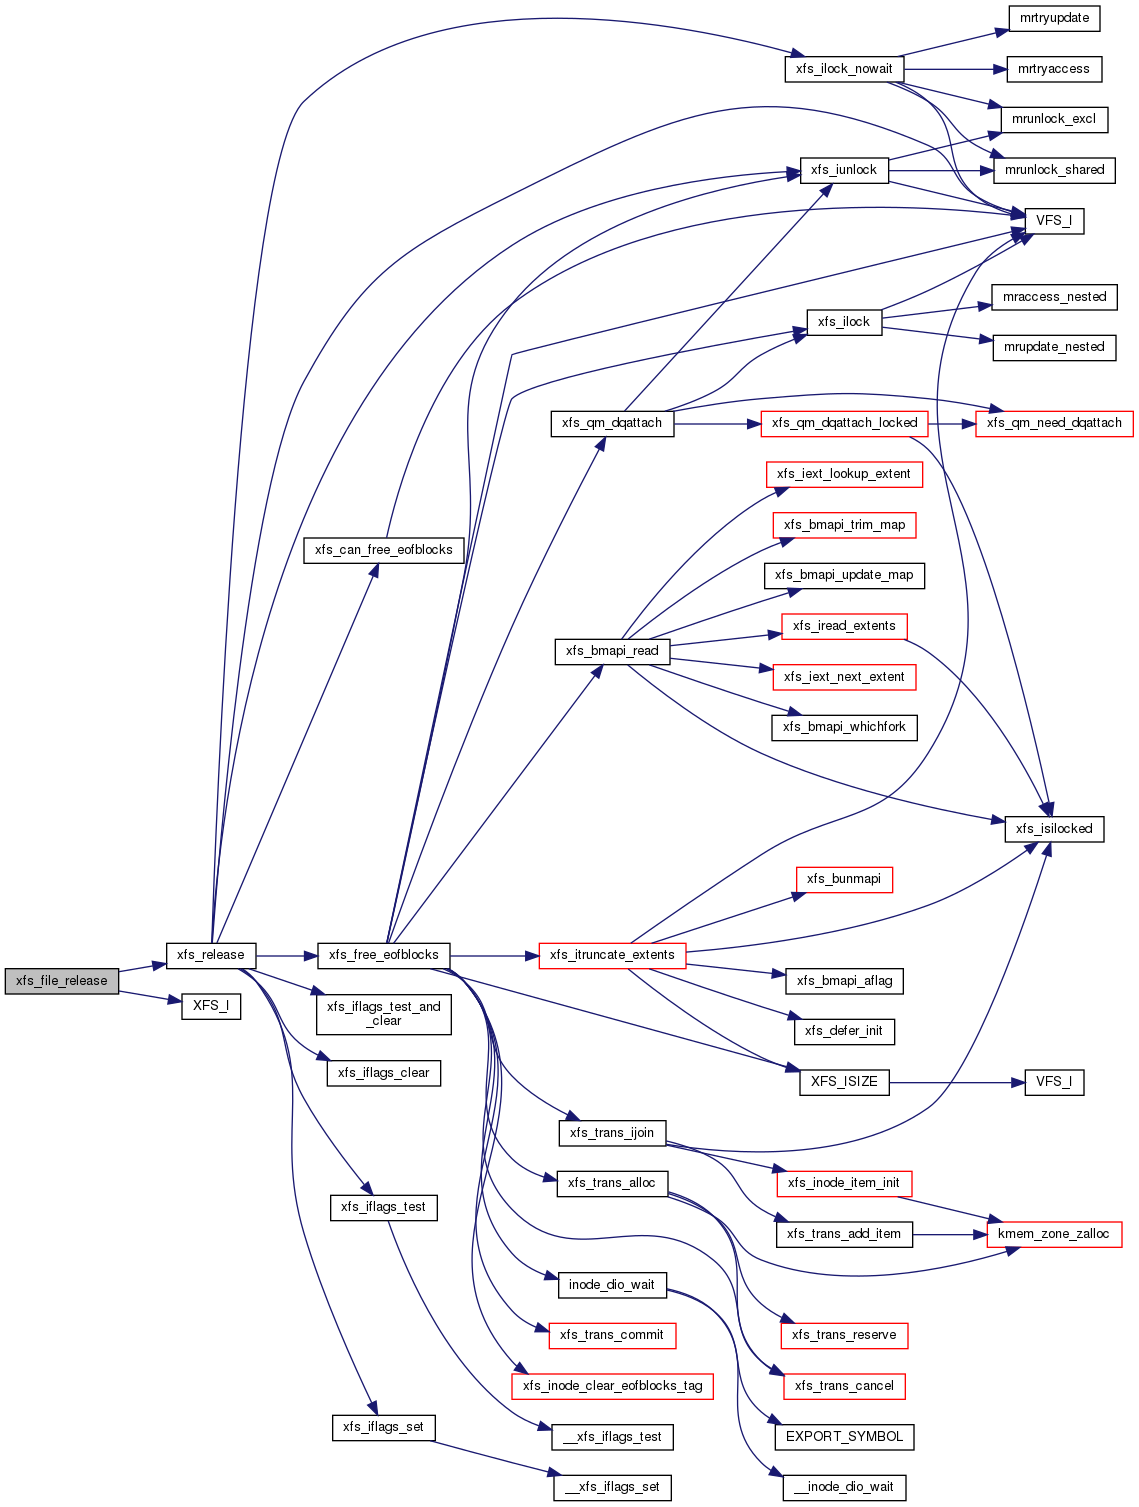 mrtryupdate
xfs_ilock_nowait
mrtryaccess
mrunlock_excl
xfs_iunlock
mrunlock_shared
VFS_I
mraccess_nested
xfs_ilock
mrupdate_nested
xfs_qm_dqattach
xfs_qm_dqattach_locked
xfs_qm_need_dqattach
xfs_iext_lookup_extent
xfs_bmapi_trim_map
xfs_can_free_eofblocks
xfs_bmapi_update_map
xfs_iread_extents
xfs_bmapi_read
xfs_iext_next_extent
xfs_bmapi_whichfork
xfs_isilocked
xfs_bunmapi
xfs_release
xfs_free_eofblocks
xfs_itruncate_extents
xfs_file_release
xfs_bmapi_aflag
XFS_I
xfs_iflags_test_and
_clear
xfs_defer_init
xfs_iflags_clear
XFS_ISIZE
VFS_I
xfs_trans_ijoin
xfs_trans_alloc
xfs_inode_item_init
xfs_iflags_test
xfs_trans_add_item
kmem_zone_zalloc
inode_dio_wait
xfs_trans_commit
xfs_trans_reserve
xfs_inode_clear_eofblocks_tag
xfs_trans_cancel
xfs_iflags_set
__xfs_iflags_test
EXPORT_SYMBOL
__xfs_iflags_set
__inode_dio_wait